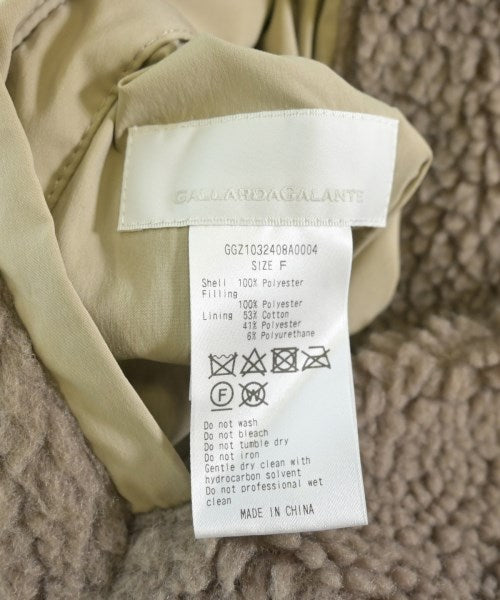 GALLARDAGALANTE
GGZ1032408A0004
SIZE F
Shell 100% Polyester
Filling
100% Polyester
Lining 53% Cotton
41% Polyester
6% Polyurethane
F W
Do not wash
Do not bleach
Do not tumble dry
Do not iron
Gentle dry clean with
hydrocarbon solvent
Do not professional wet
clean
MADE IN CHINA